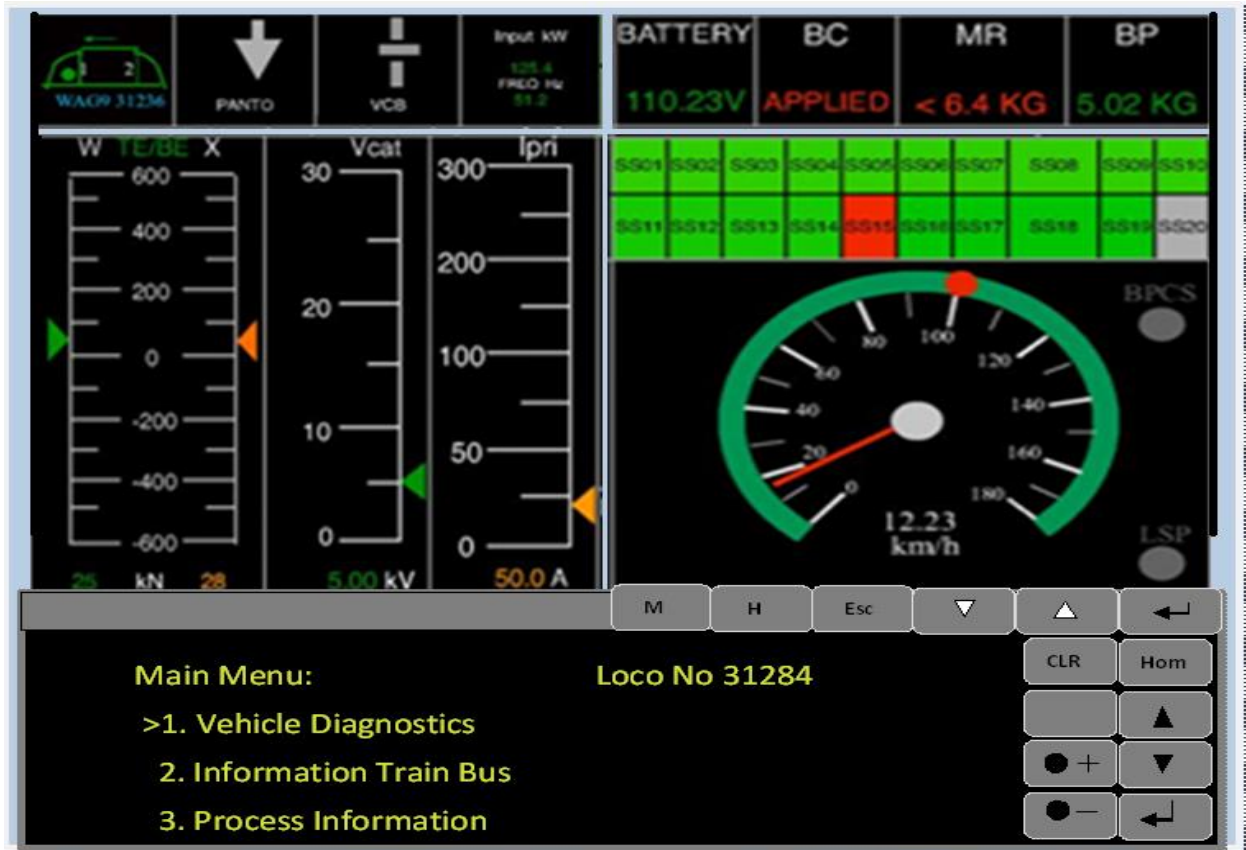 1 2
WAG9 31236
PANTO
VCB
Input kW
125.4
FREQ Hz
51.2
BATTERY BC MR BP
110.23V APPLIED < 6.4 KG 5.02 KG
W TE/BE X
600
400
200
0
-200
-400
-600
25 kN 28
Vcat
30
20
10
0
5.00 kV
Ipri
300
200
100
50
0
50.0 A
SS01 SS02 SS03 SS04 SS05 SS06 SS07 SS08 SS09 SS10
SS11 SS12 SS13 SS14 SS15 SS16 SS17 SS18 SS19 SS20
0
20
40
60
80
100
120
140
160
180
12.23
km/h
BPCS
LSP
M H Esc
CLR Hom
+
−
Main Menu: Loco No 31284
>1. Vehicle Diagnostics
2. Information Train Bus
3. Process Information